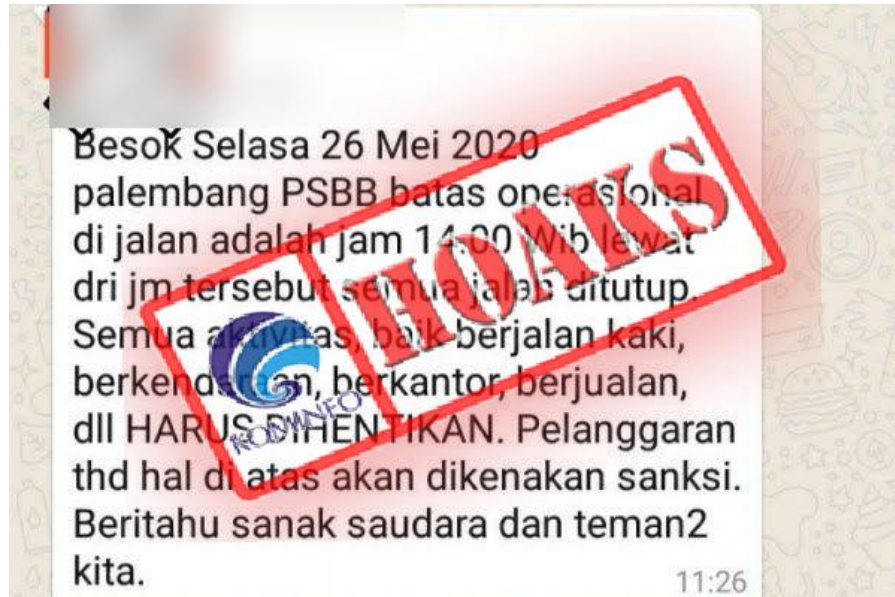 Besok Selasa 26 Mei 2020
palembang PSBB batas operasional
di jalan adalah jam 14:00 Wib lewat
dri jm tersebut semua jalan ditutup.
Semua aktivitas, baik berjalan kaki,
berkendaraan, berkantor, berjualan,
dll HARUS DIHENTIKAN. Pelanggaran
thd hal di atas akan dikenakan sanksi.
Beritahu sanak saudara dan teman2
kita.
11:26
HOAKS
KOMINFO